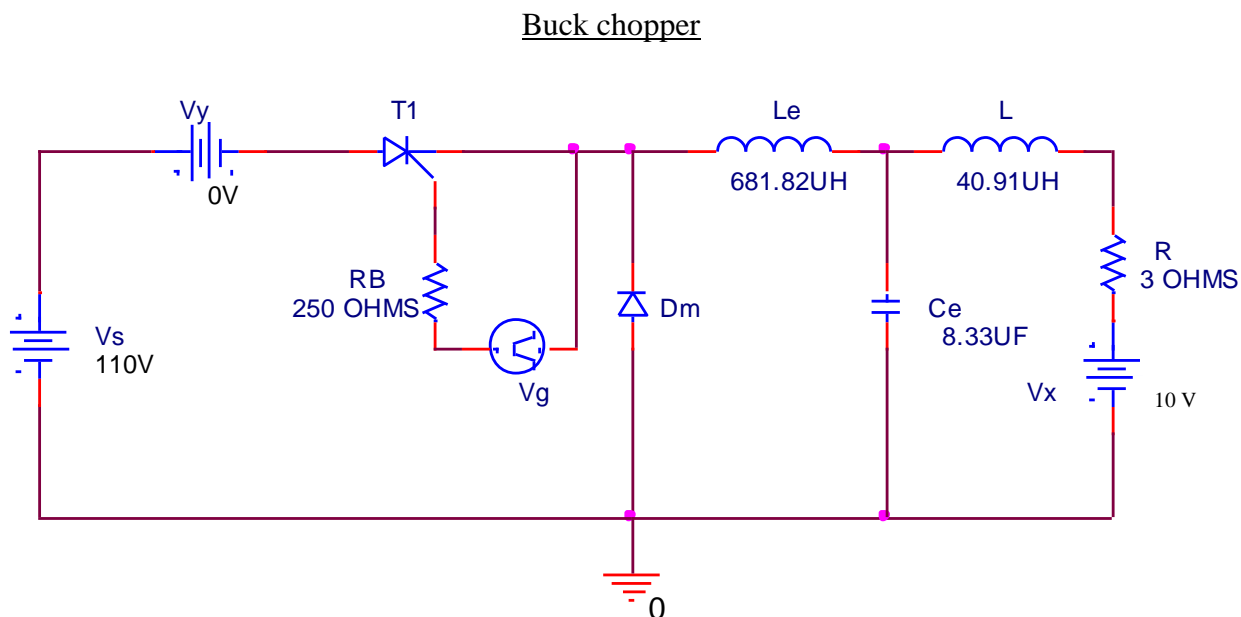 Buck chopper
Vy
T1
Le
L
0V
681.82UH
40.91UH
RB
250 OHMS
R
3 OHMS
Vs
110V
Dm
Ce
8.33UF
Vg
Vx
10 V
0